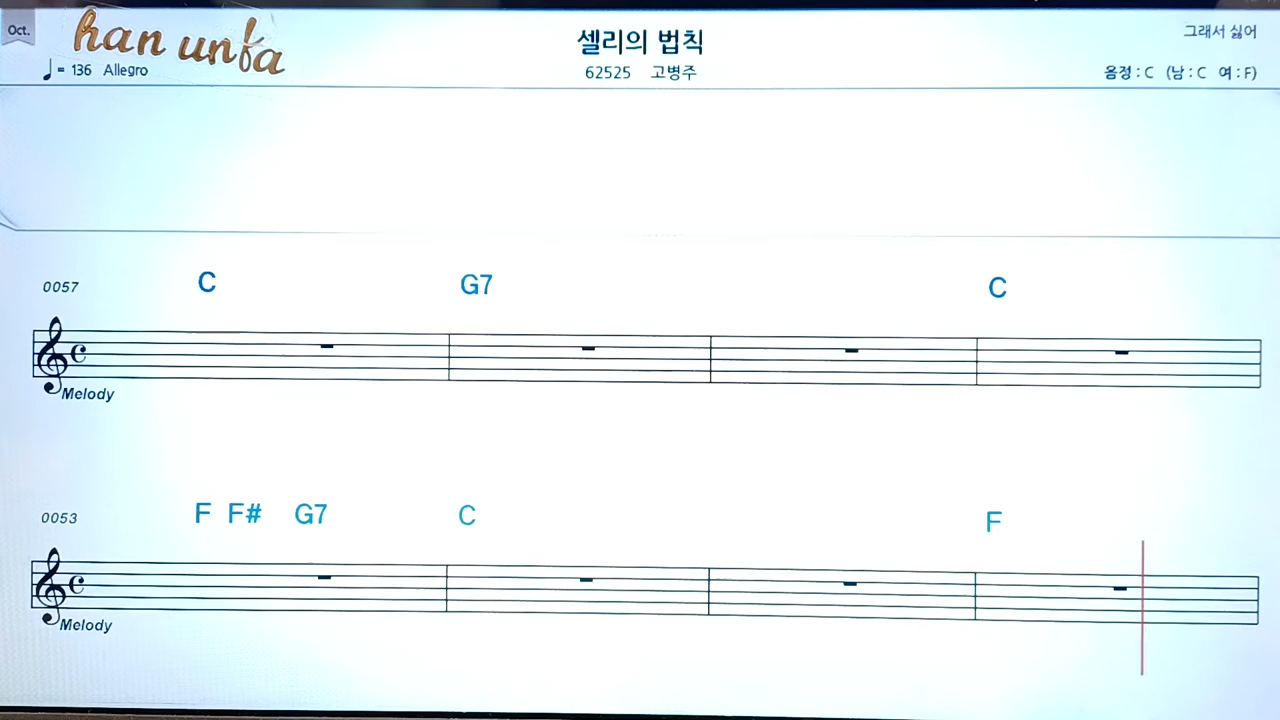 Oct.
han unfa
셀리의 법칙
그래서 싫어
♩ = 136 Allegro
62525 고병주
음정 : C (남 : C 여 : F)
0057
C G7 C
Melody
0053
F F# G7 C F
Melody